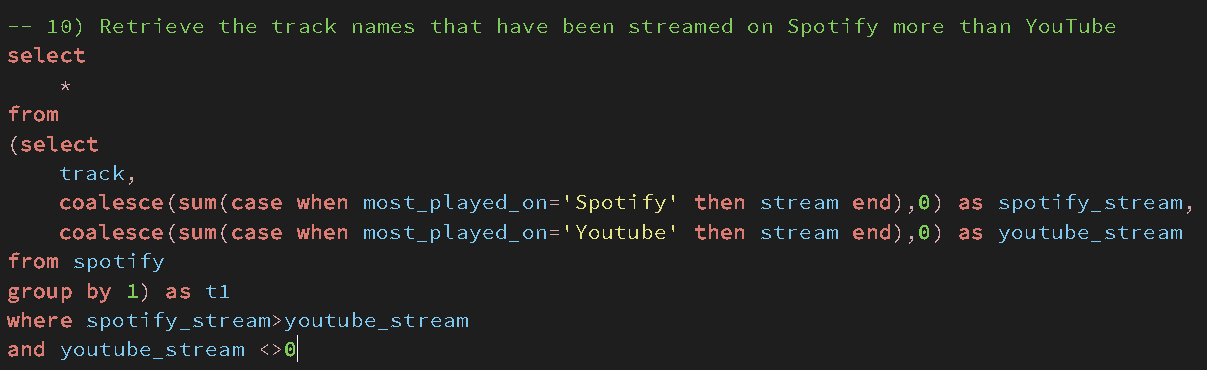 -- 10) Retrieve the track names that have been streamed on Spotify more than YouTube
select
    *
from
(select
    track,
    coalesce(sum(case when most_played_on='Spotify' then stream end),0) as spotify_stream,
    coalesce(sum(case when most_played_on='Youtube' then stream end),0) as youtube_stream
from spotify
group by 1) as t1
where spotify_stream>youtube_stream
and youtube_stream <>0